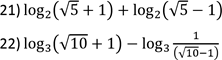 21) log₂(√5 + 1) + log₂(√5 − 1)
22) log₃(√10 + 1) − log₃ 1/(√10−1)